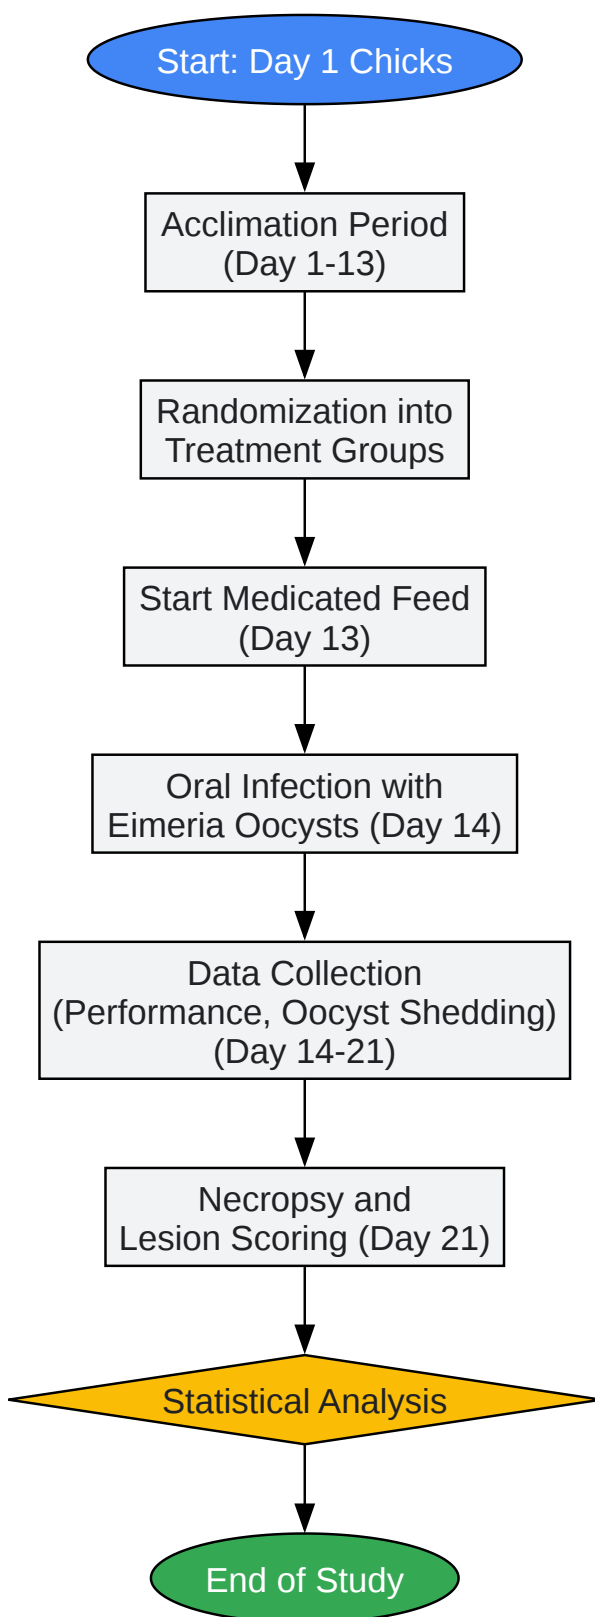 Start: Day 1 Chicks
Acclimation Period
(Day 1-13)
Randomization into
Treatment Groups
Start Medicated Feed
(Day 13)
Oral Infection with
Eimeria Oocysts (Day 14)
Data Collection
(Performance, Oocyst Shedding)
(Day 14-21)
Necropsy and
Lesion Scoring (Day 21)
Statistical Analysis
End of Study